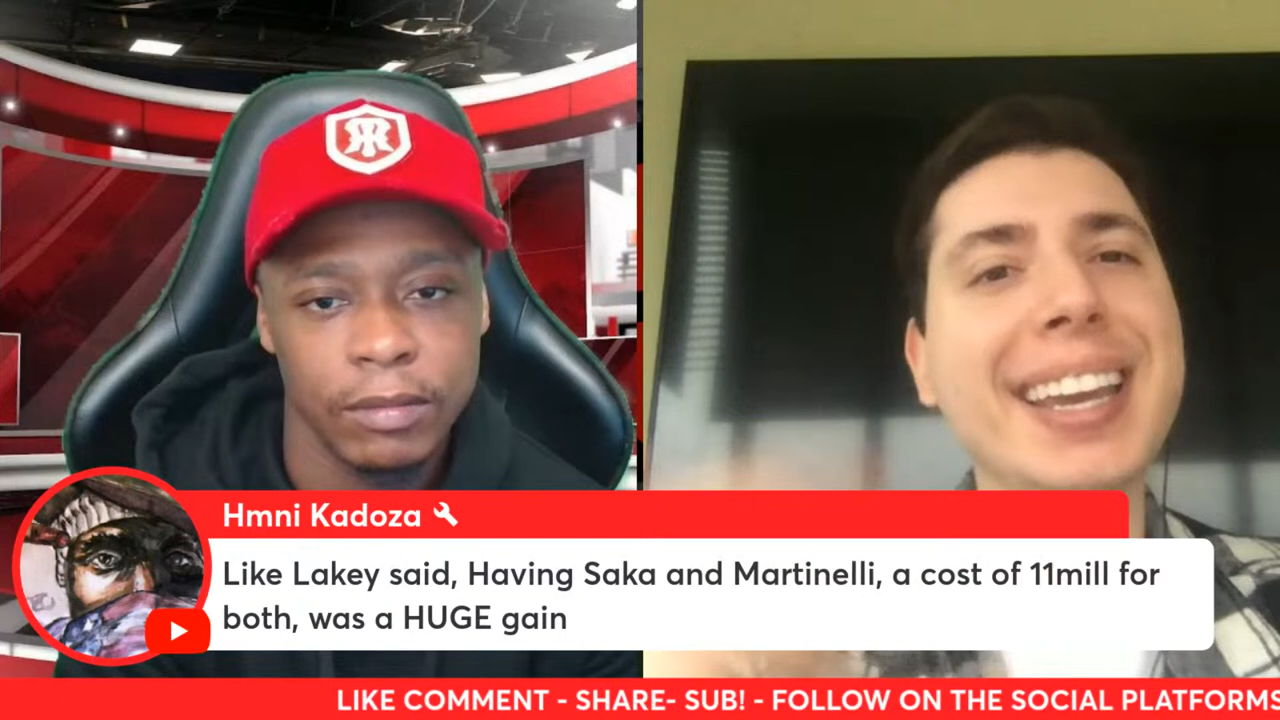 Hmni Kadoza
Like Lakey said, Having Saka and Martinelli, a cost of 11mill for
both, was a HUGE gain
LIKE COMMENT - SHARE- SUB! - FOLLOW ON THE SOCIAL PLATFORMS